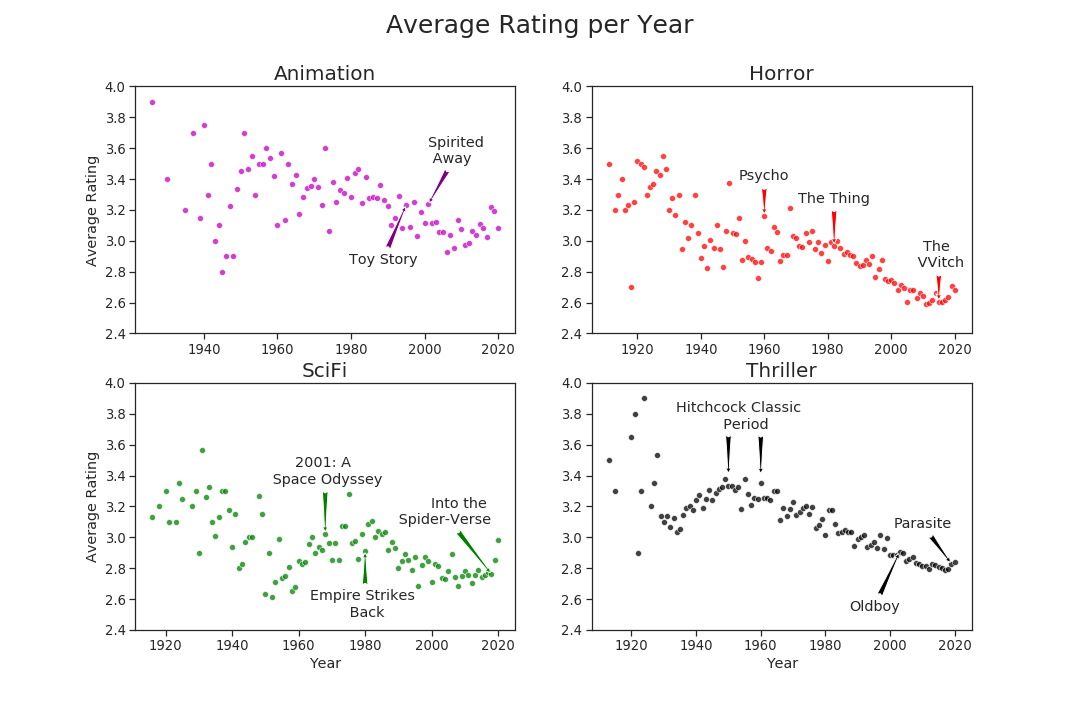 Average Rating per Year
Animation
Average Rating
4.0
3.8
3.6
3.4
3.2
3.0
2.8
2.6
2.4
Spirited
Away
Toy Story
1940
1960
1980
2000
2020
Horror
4.0
3.8
3.6
3.4
3.2
3.0
2.8
2.6
2.4
Psycho
The Thing
The
VVitch
1920
1940
1960
1980
2000
2020
SciFi
Average Rating
4.0
3.8
3.6
3.4
3.2
3.0
2.8
2.6
2.4
2001: A
Space Odyssey
Into the
Spider-Verse
Empire Strikes
Back
1920
1940
1960
1980
2000
2020
Year
Thriller
4.0
3.8
3.6
3.4
3.2
3.0
2.8
2.6
2.4
Hitchcock Classic
Period
Parasite
Oldboy
1920
1940
1960
1980
2000
2020
Year